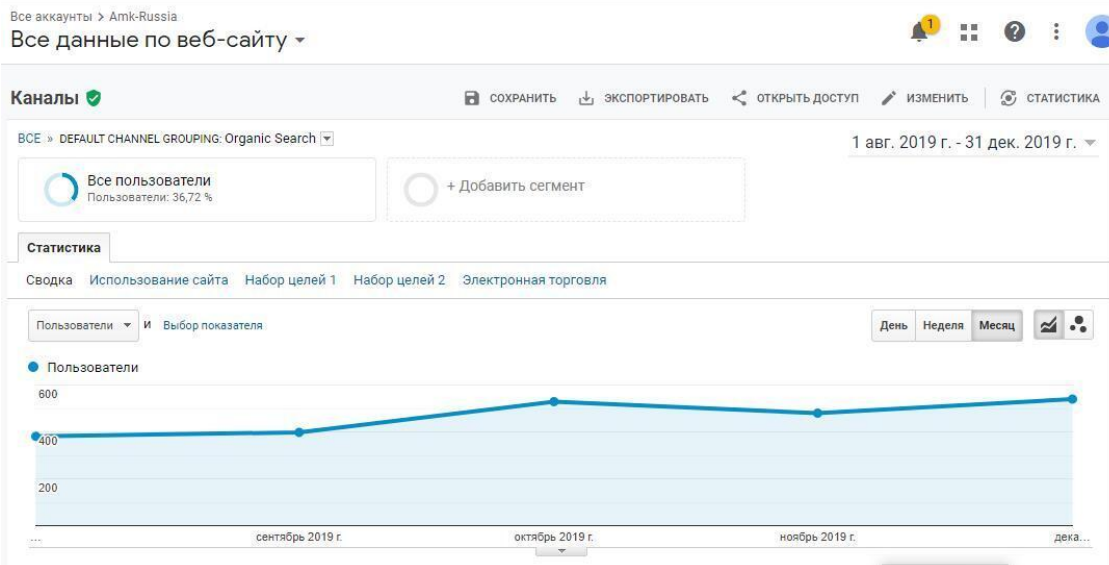 Все аккаунты > Amk-Russia
Все данные по веб-сайту
1
Каналы
СОХРАНИТЬ ЭКСПОРТИРОВАТЬ ОТКРЫТЬ ДОСТУП ИЗМЕНИТЬ СТАТИСТИКА
ВСЕ » DEFAULT CHANNEL GROUPING: Organic Search
1 авг. 2019 г. - 31 дек. 2019 г.
Все пользователи
Пользователи: 36,72 %
+ Добавить сегмент
Статистика
Сводка Использование сайта Набор целей 1 Набор целей 2 Электронная торговля
Пользователи И Выбор показателя
День Неделя Месяц
Пользователи
600
400
200
... сентябрь 2019 г. октябрь 2019 г. ноябрь 2019 г. дека...